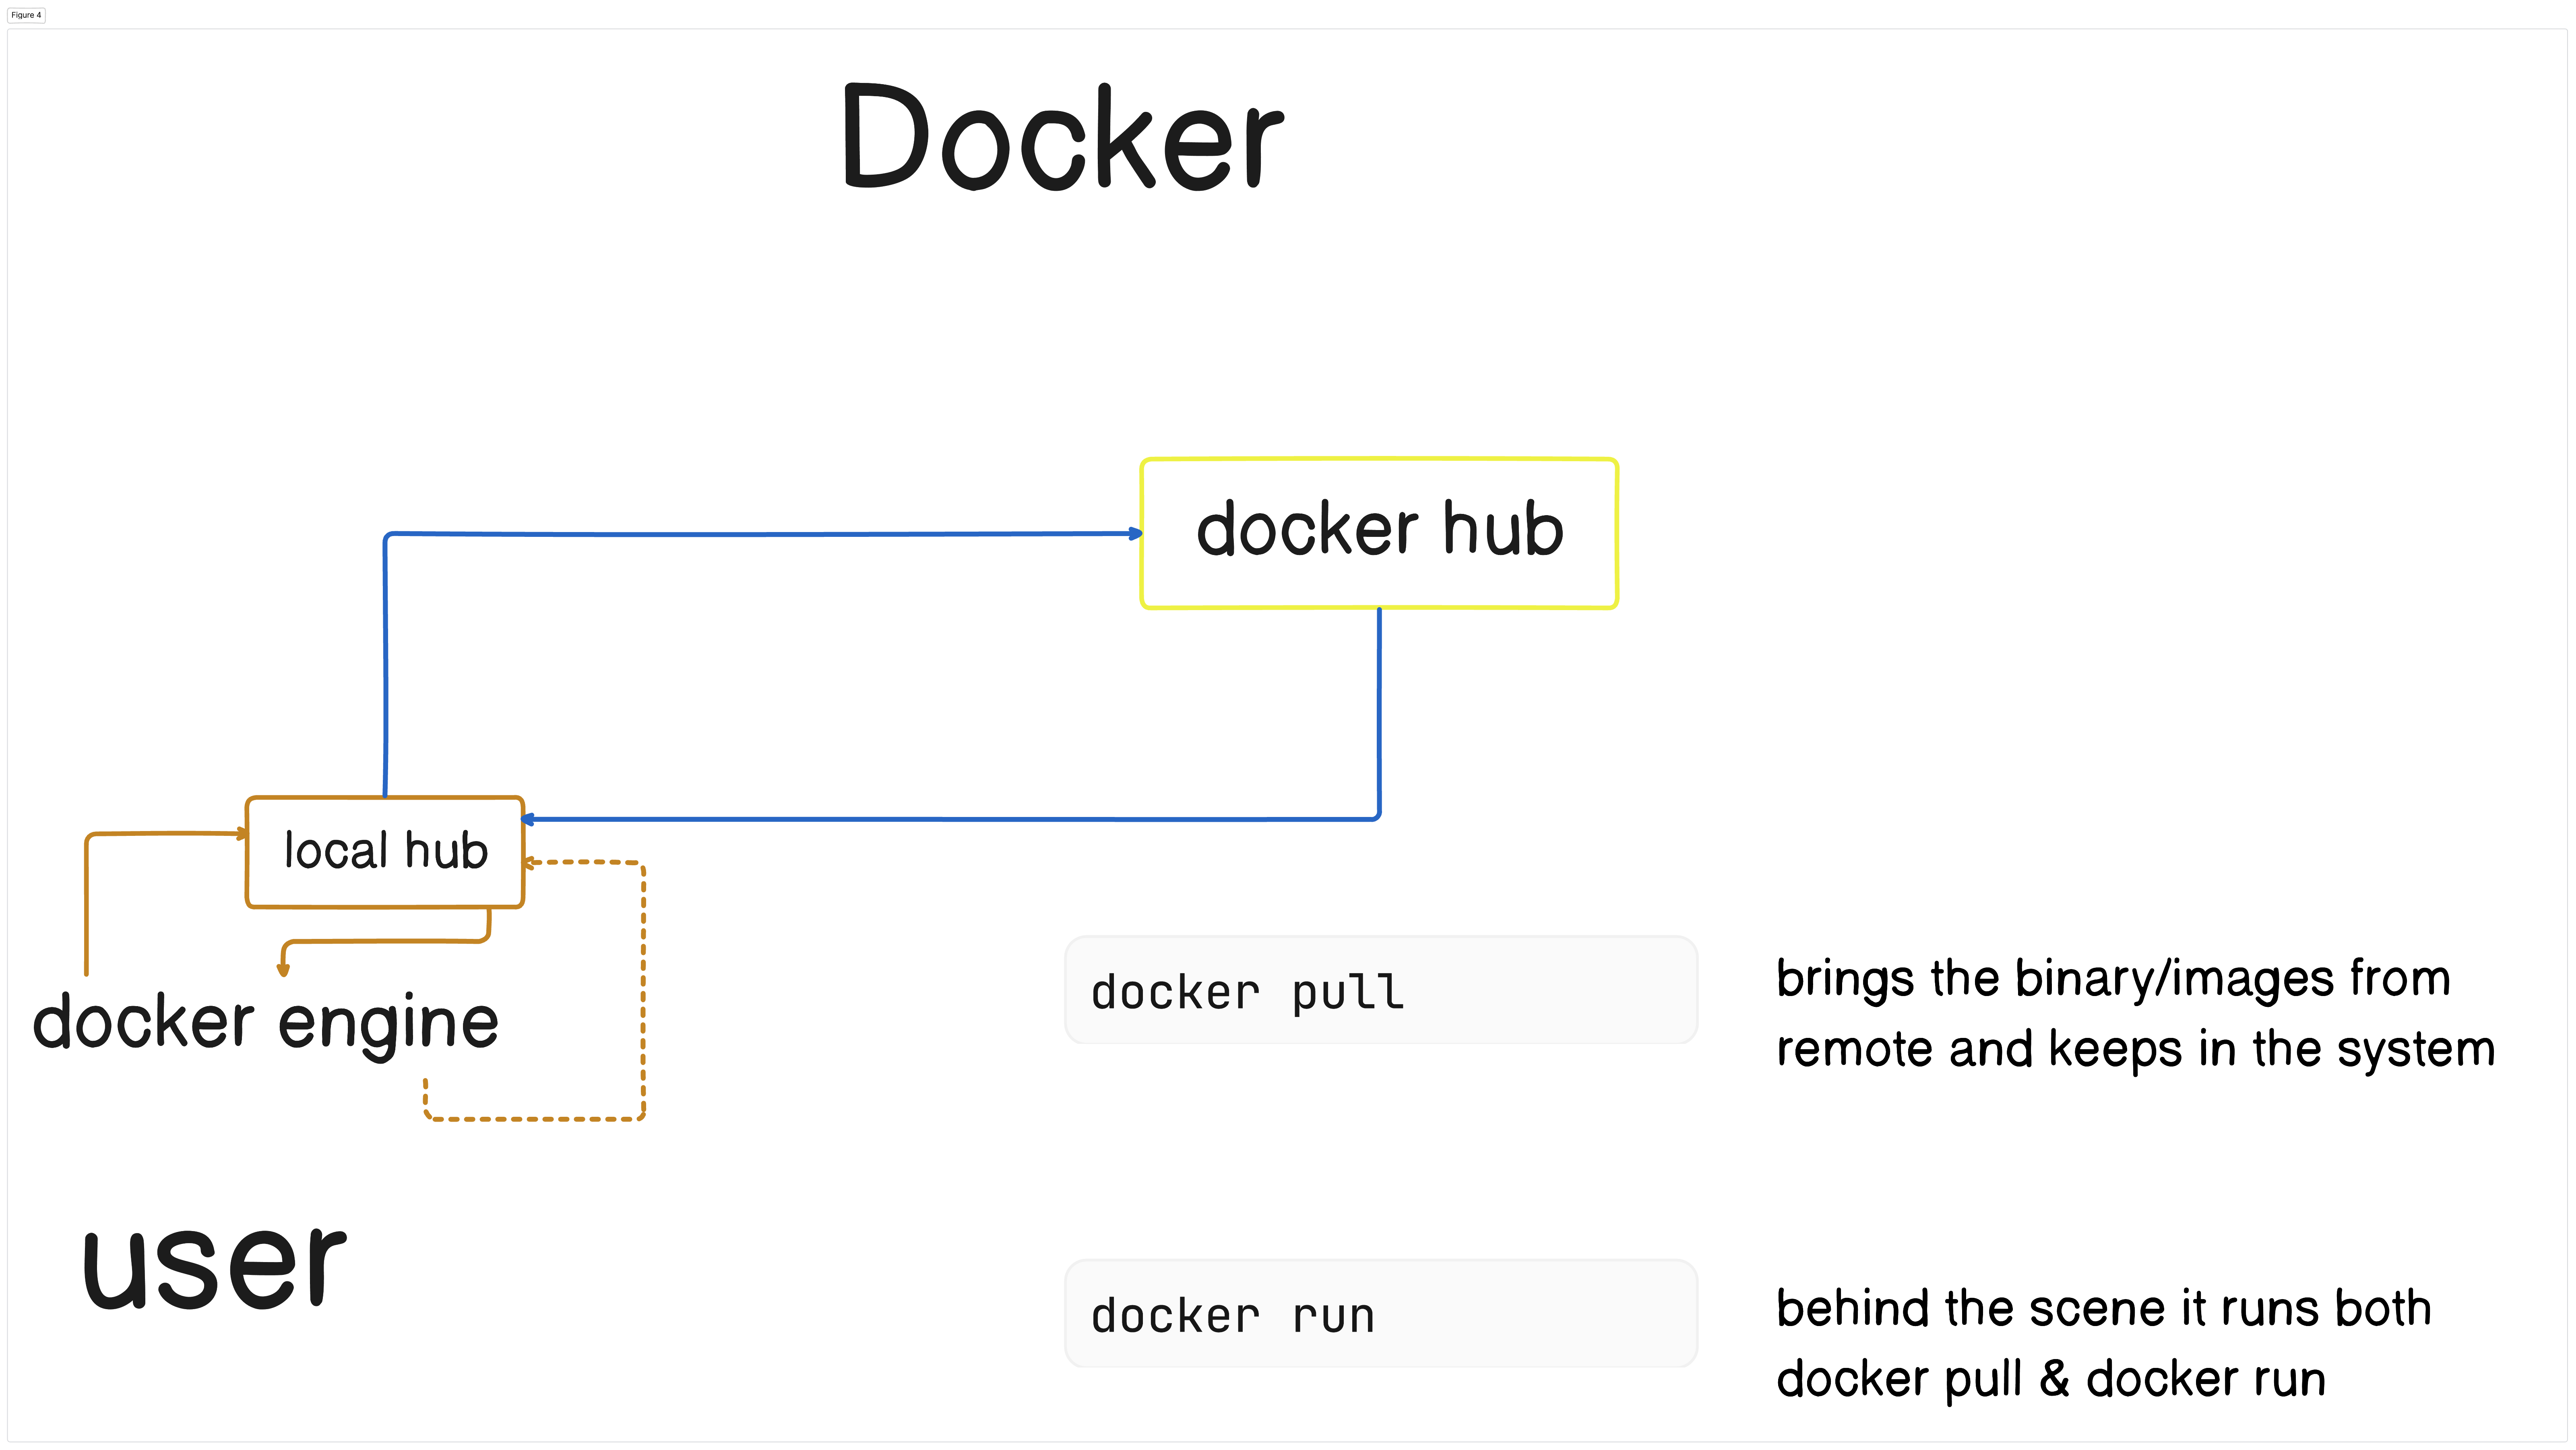 Figure 4
Docker
docker hub
local hub
docker engine
user
docker pull
brings the binary/images from
remote and keeps in the system
docker run
behind the scene it runs both
docker pull & docker run